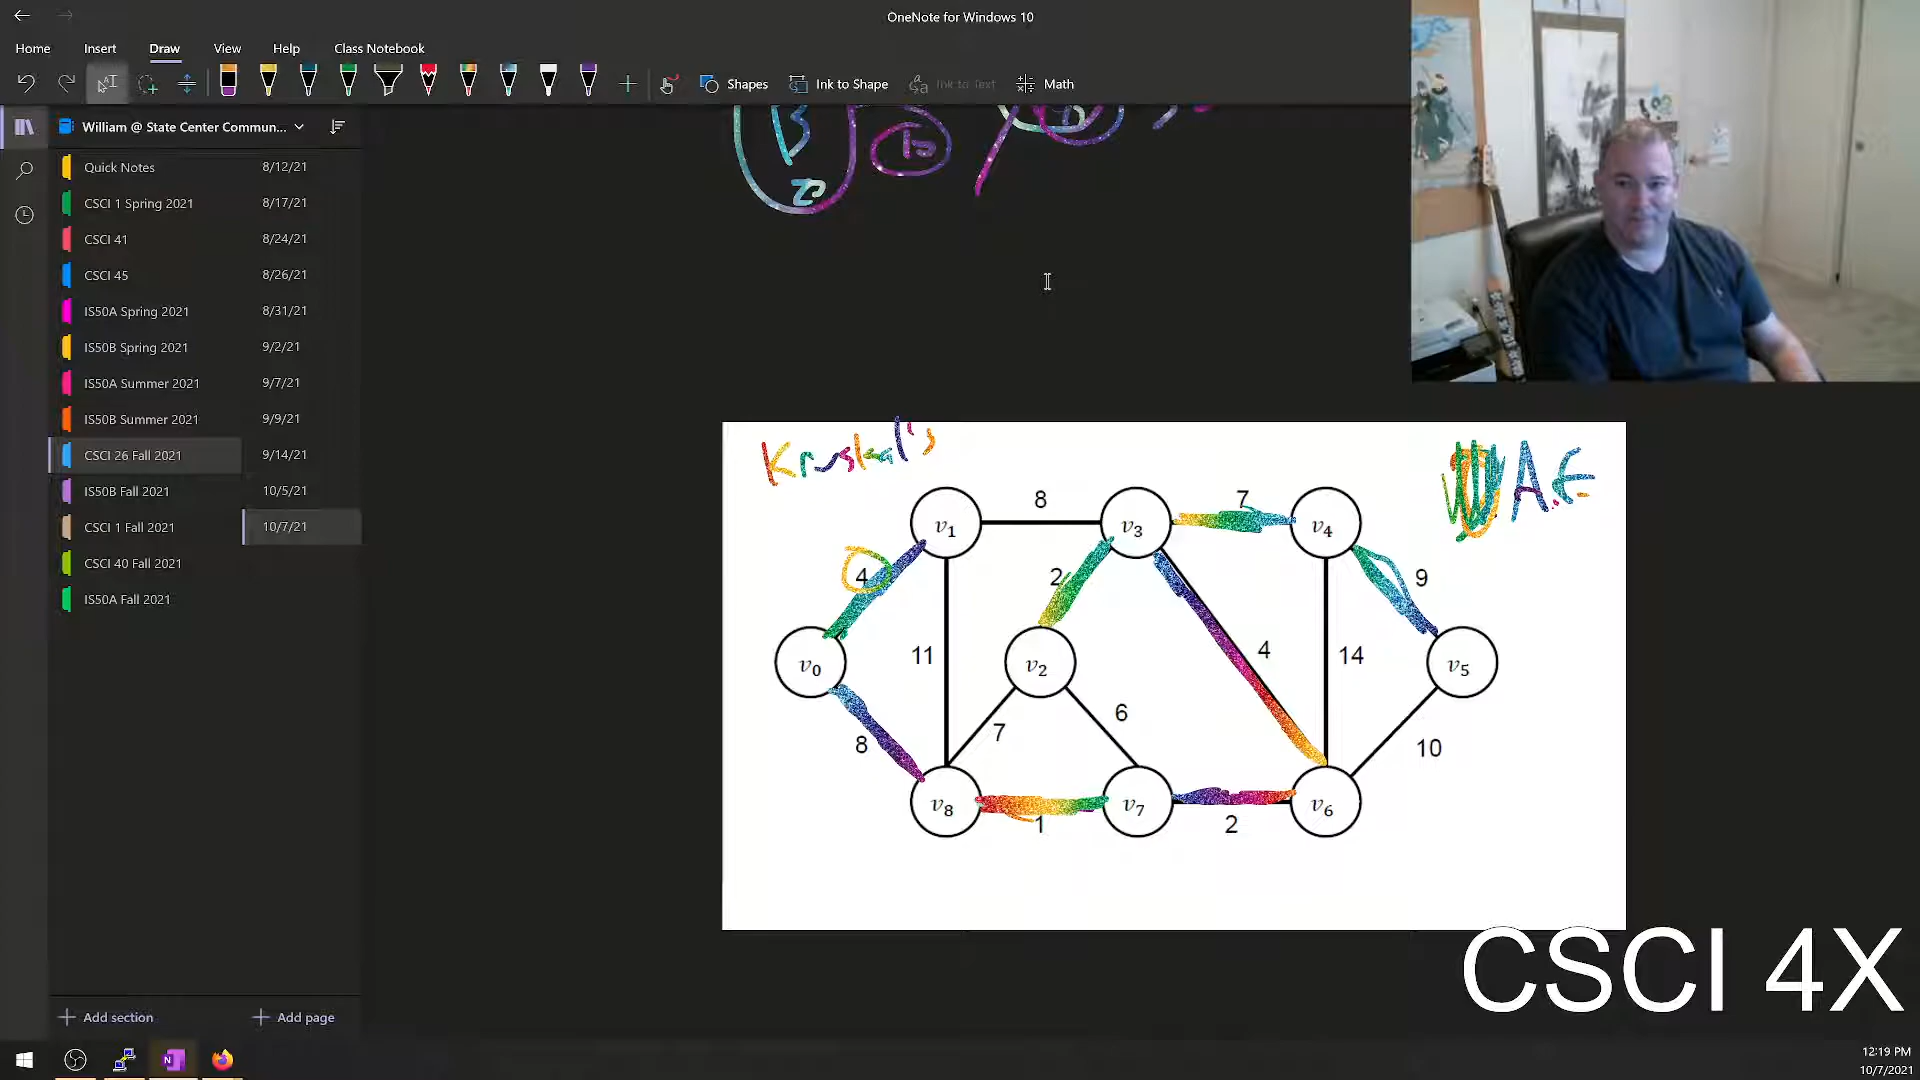 OneNote for Windows 10
Home Insert Draw View Help Class Notebook
Shapes Ink to Shape Ink to Text Math
William @ State Center Commun...
Quick Notes 8/12/21
CSCI 1 Spring 2021 8/17/21
CSCI 41 8/24/21
CSCI 45 8/26/21
IS50A Spring 2021 8/31/21
IS50B Spring 2021 9/2/21
IS50A Summer 2021 9/7/21
IS50B Summer 2021 9/9/21
CSCI 26 Fall 2021 9/14/21
IS50B Fall 2021 10/5/21
CSCI 1 Fall 2021 10/7/21
CSCI 40 Fall 2021
IS50A Fall 2021
Kruskal's
A.E
8 7
v1 v3 v4
4 2 9
11 4 14
v0 v2 v5
6
8 7 10
v8 v7 v6
1 2
CSCI 4X
Add section Add page
12:19 PM
10/7/2021